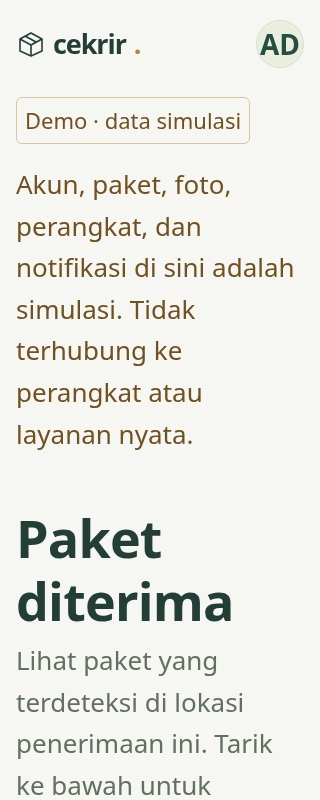 cekrir .
AD
Demo · data simulasi
Akun, paket, foto,
perangkat, dan
notifikasi di sini adalah
simulasi. Tidak
terhubung ke
perangkat atau
layanan nyata.
Paket
diterima
Lihat paket yang
terdeteksi di lokasi
penerimaan ini. Tarik
ke bawah untuk